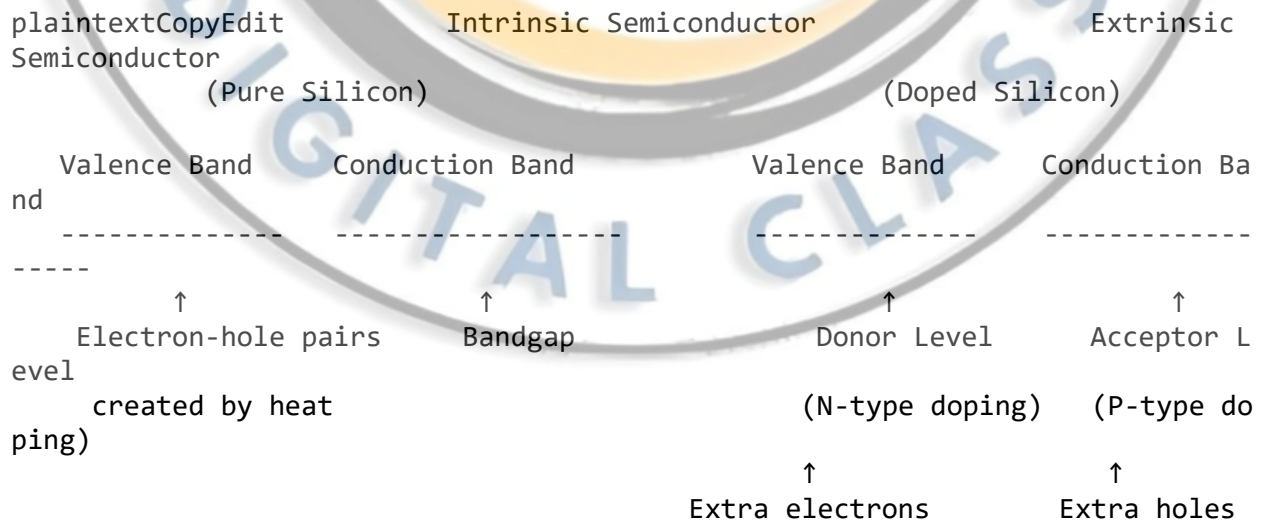 plaintextCopyEdit Intrinsic Semiconductor Extrinsic
Semiconductor
(Pure Silicon) (Doped Silicon)
Valence Band Conduction Band Valence Band Conduction Ba
nd
-------------- ------------------ -------------- -------------
-----
↑ ↑ ↑ ↑
Electron-hole pairs Bandgap Donor Level Acceptor L
evel
created by heat (N-type doping) (P-type do
ping)
↑ ↑
Extra electrons Extra holes
DIGITAL CLASS